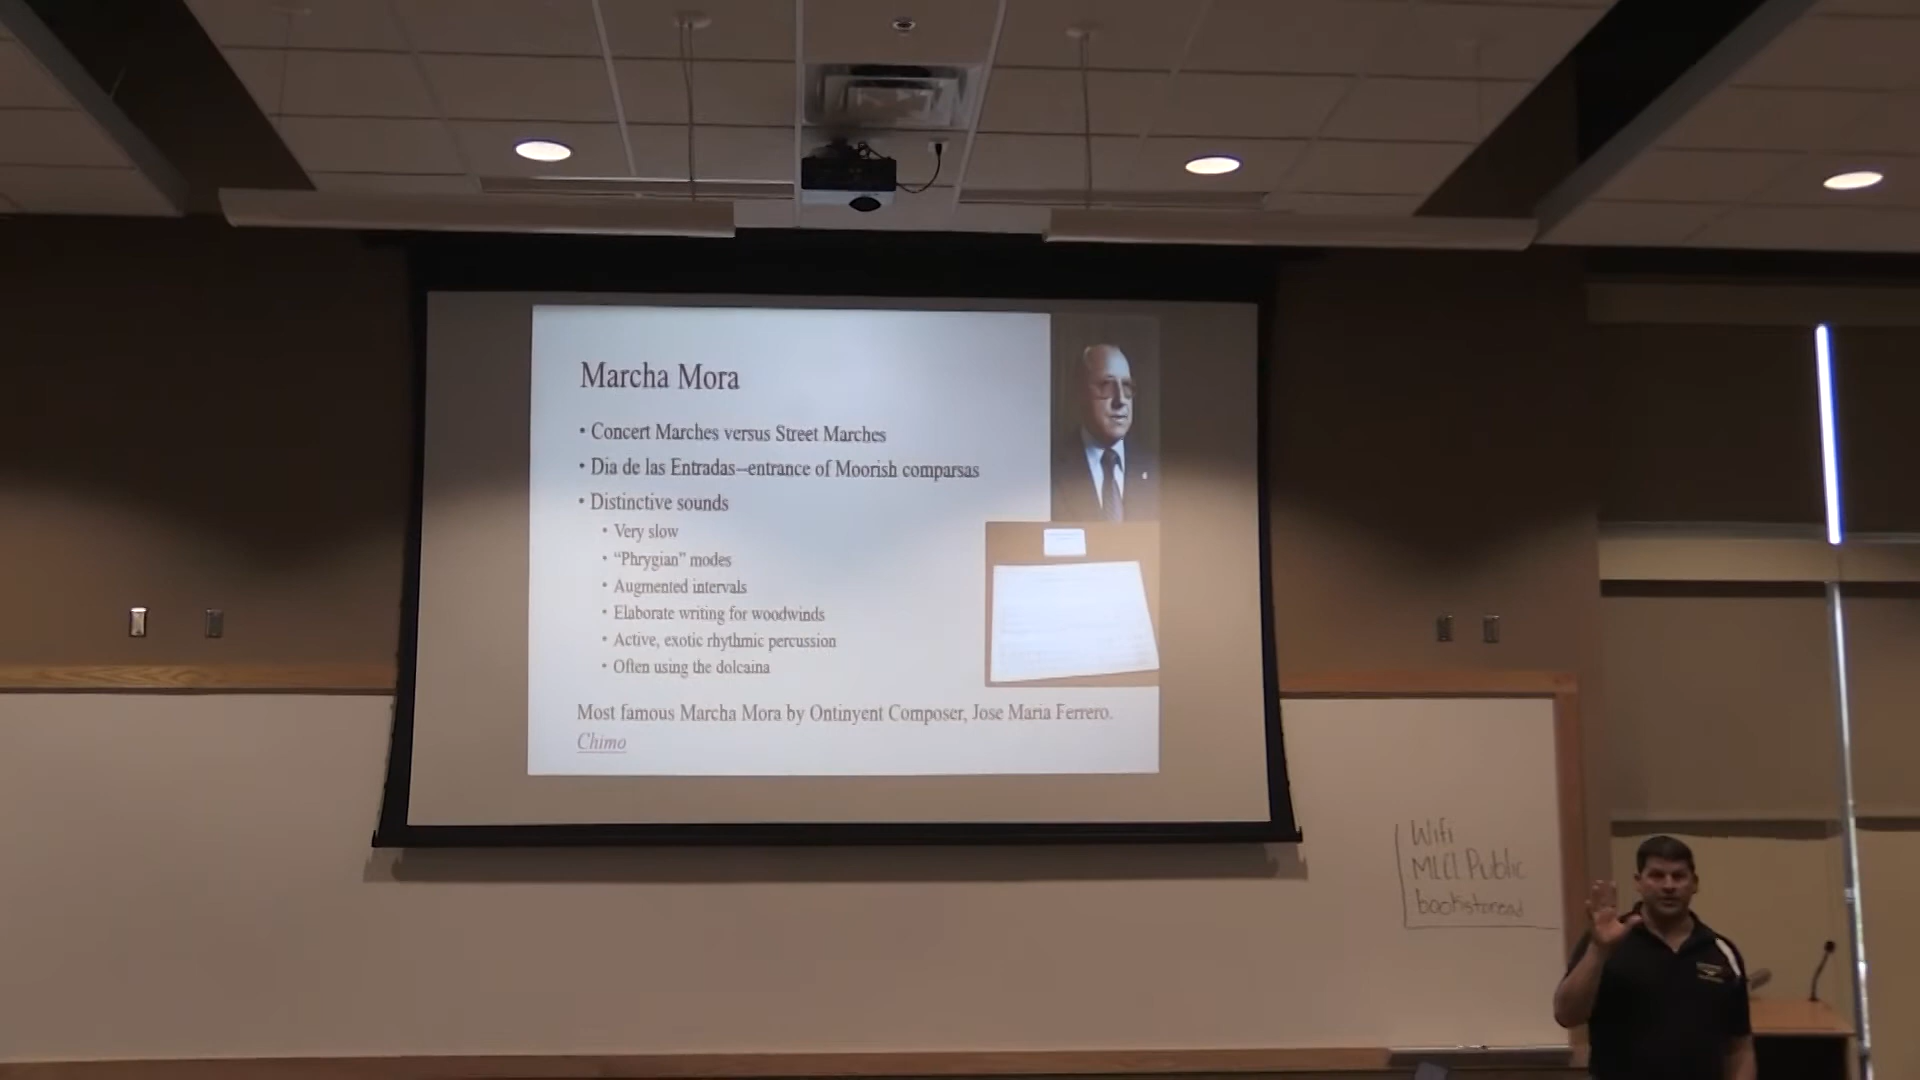 Marcha Mora
• Concert Marches versus Street Marches
• Dia de las Entradas–entrance of Moorish comparsas
• Distinctive sounds
• Very slow
• “Phrygian” modes
• Augmented intervals
• Elaborate writing for woodwinds
• Active, exotic rhythmic percussion
• Often using the dolcaina
Most famous Marcha Mora by Ontinyent Composer, Jose Maria Ferrero.
Chimo
Wifi
Public